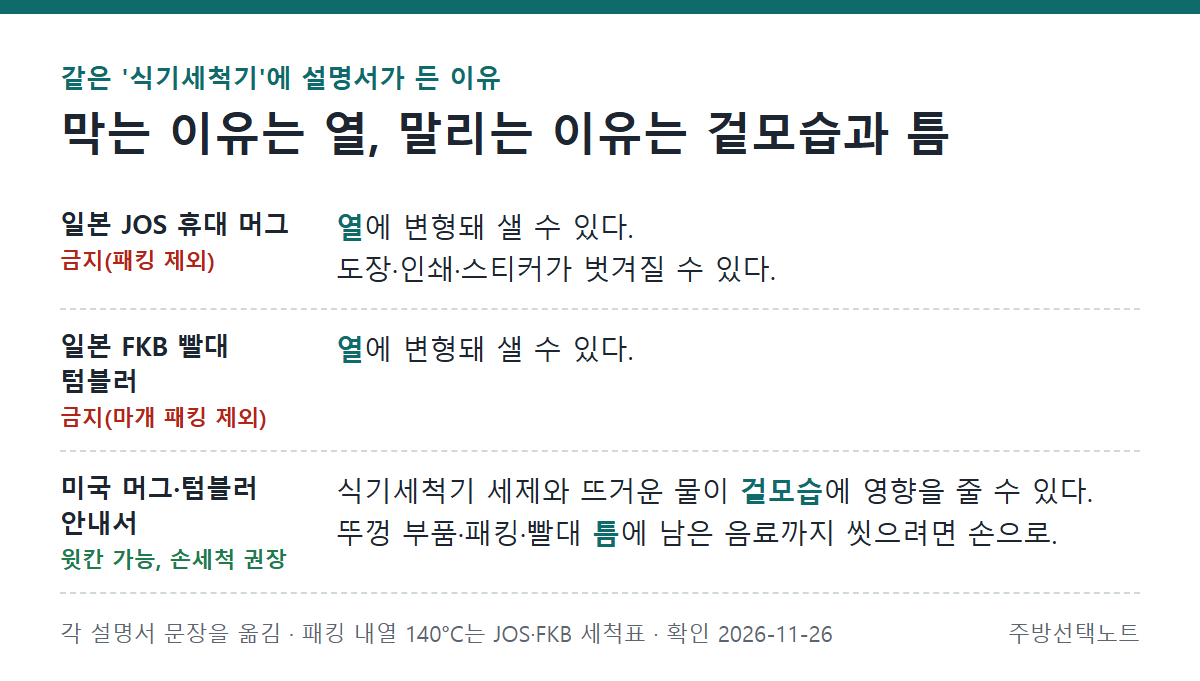 같은 '식기세척기'에 설명서가 든 이유
막는 이유는 열, 말리는 이유는 겉모습과 틈
일본 JOS 휴대 머그
금지(패킹 제외)
열에 변형돼 샐 수 있다.
도장·인쇄·스티커가 벗겨질 수 있다.
일본 FKB 빨대
텀블러
금지(마개 패킹 제외)
열에 변형돼 샐 수 있다.
미국 머그·텀블러
안내서
윗칸 가능, 손세척 권장
식기세척기 세제와 뜨거운 물이 겉모습에 영향을 줄 수 있다.
뚜껑 부품·패킹·빨대 틈에 남은 음료까지 씻으려면 손으로.
각 설명서 문장을 옮김 · 패킹 내열 140℃는 JOS·FKB 세척표 · 확인 2026-11-26
주방선택노트